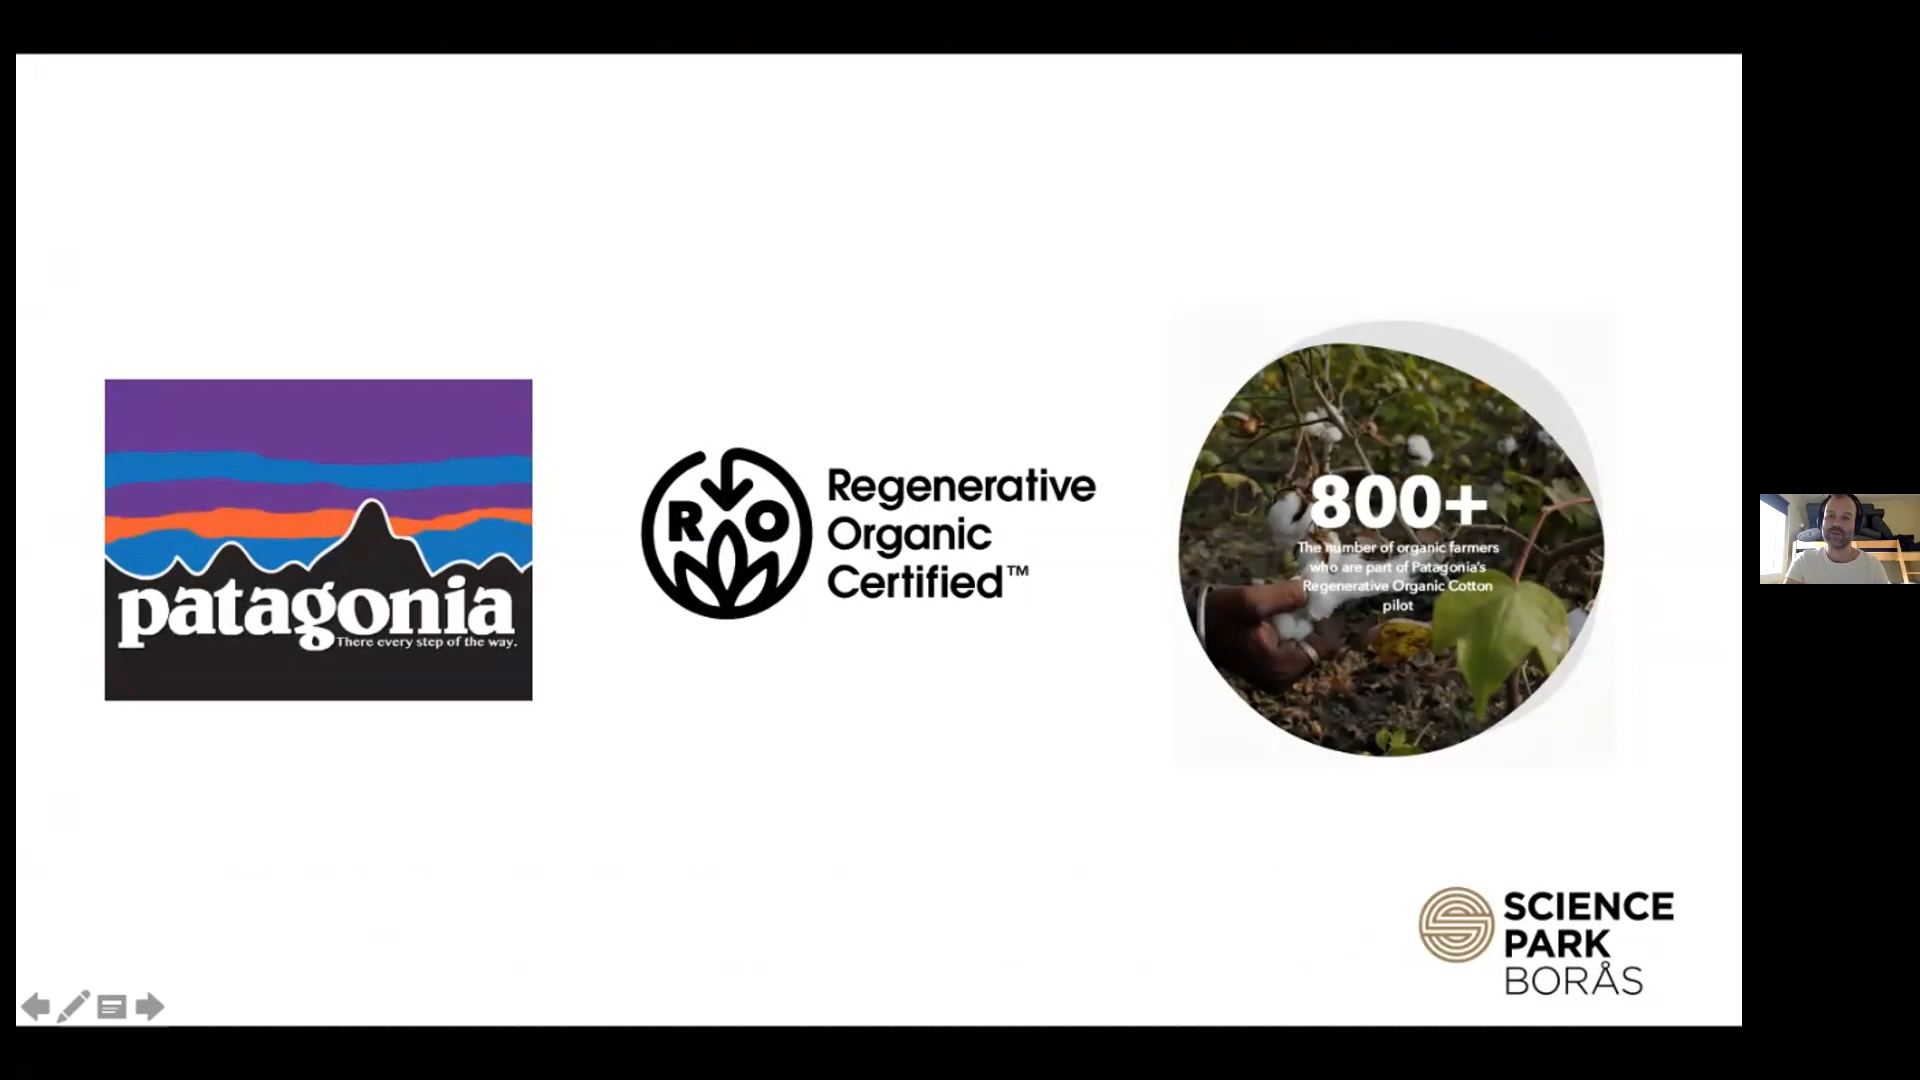 patagonia
There every step of the way.
R O
Regenerative
Organic
Certified™
800+
The number of organic farmers
who are part of Patagonia's
Regenerative Organic Cotton
pilot
SCIENCE
PARK
BORÅS